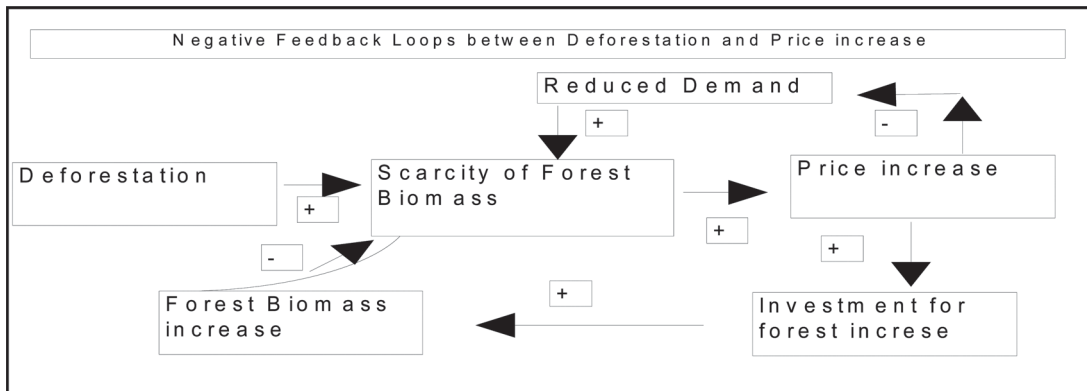 Negative Feedback Loops between Deforestation and Price increase
Reduced Demand
+
-
Deforestation
Scarcity of Forest
Biomass
Price increase
+
+
+
-
+
Forest Biomass
increase
Investment for
forest increse